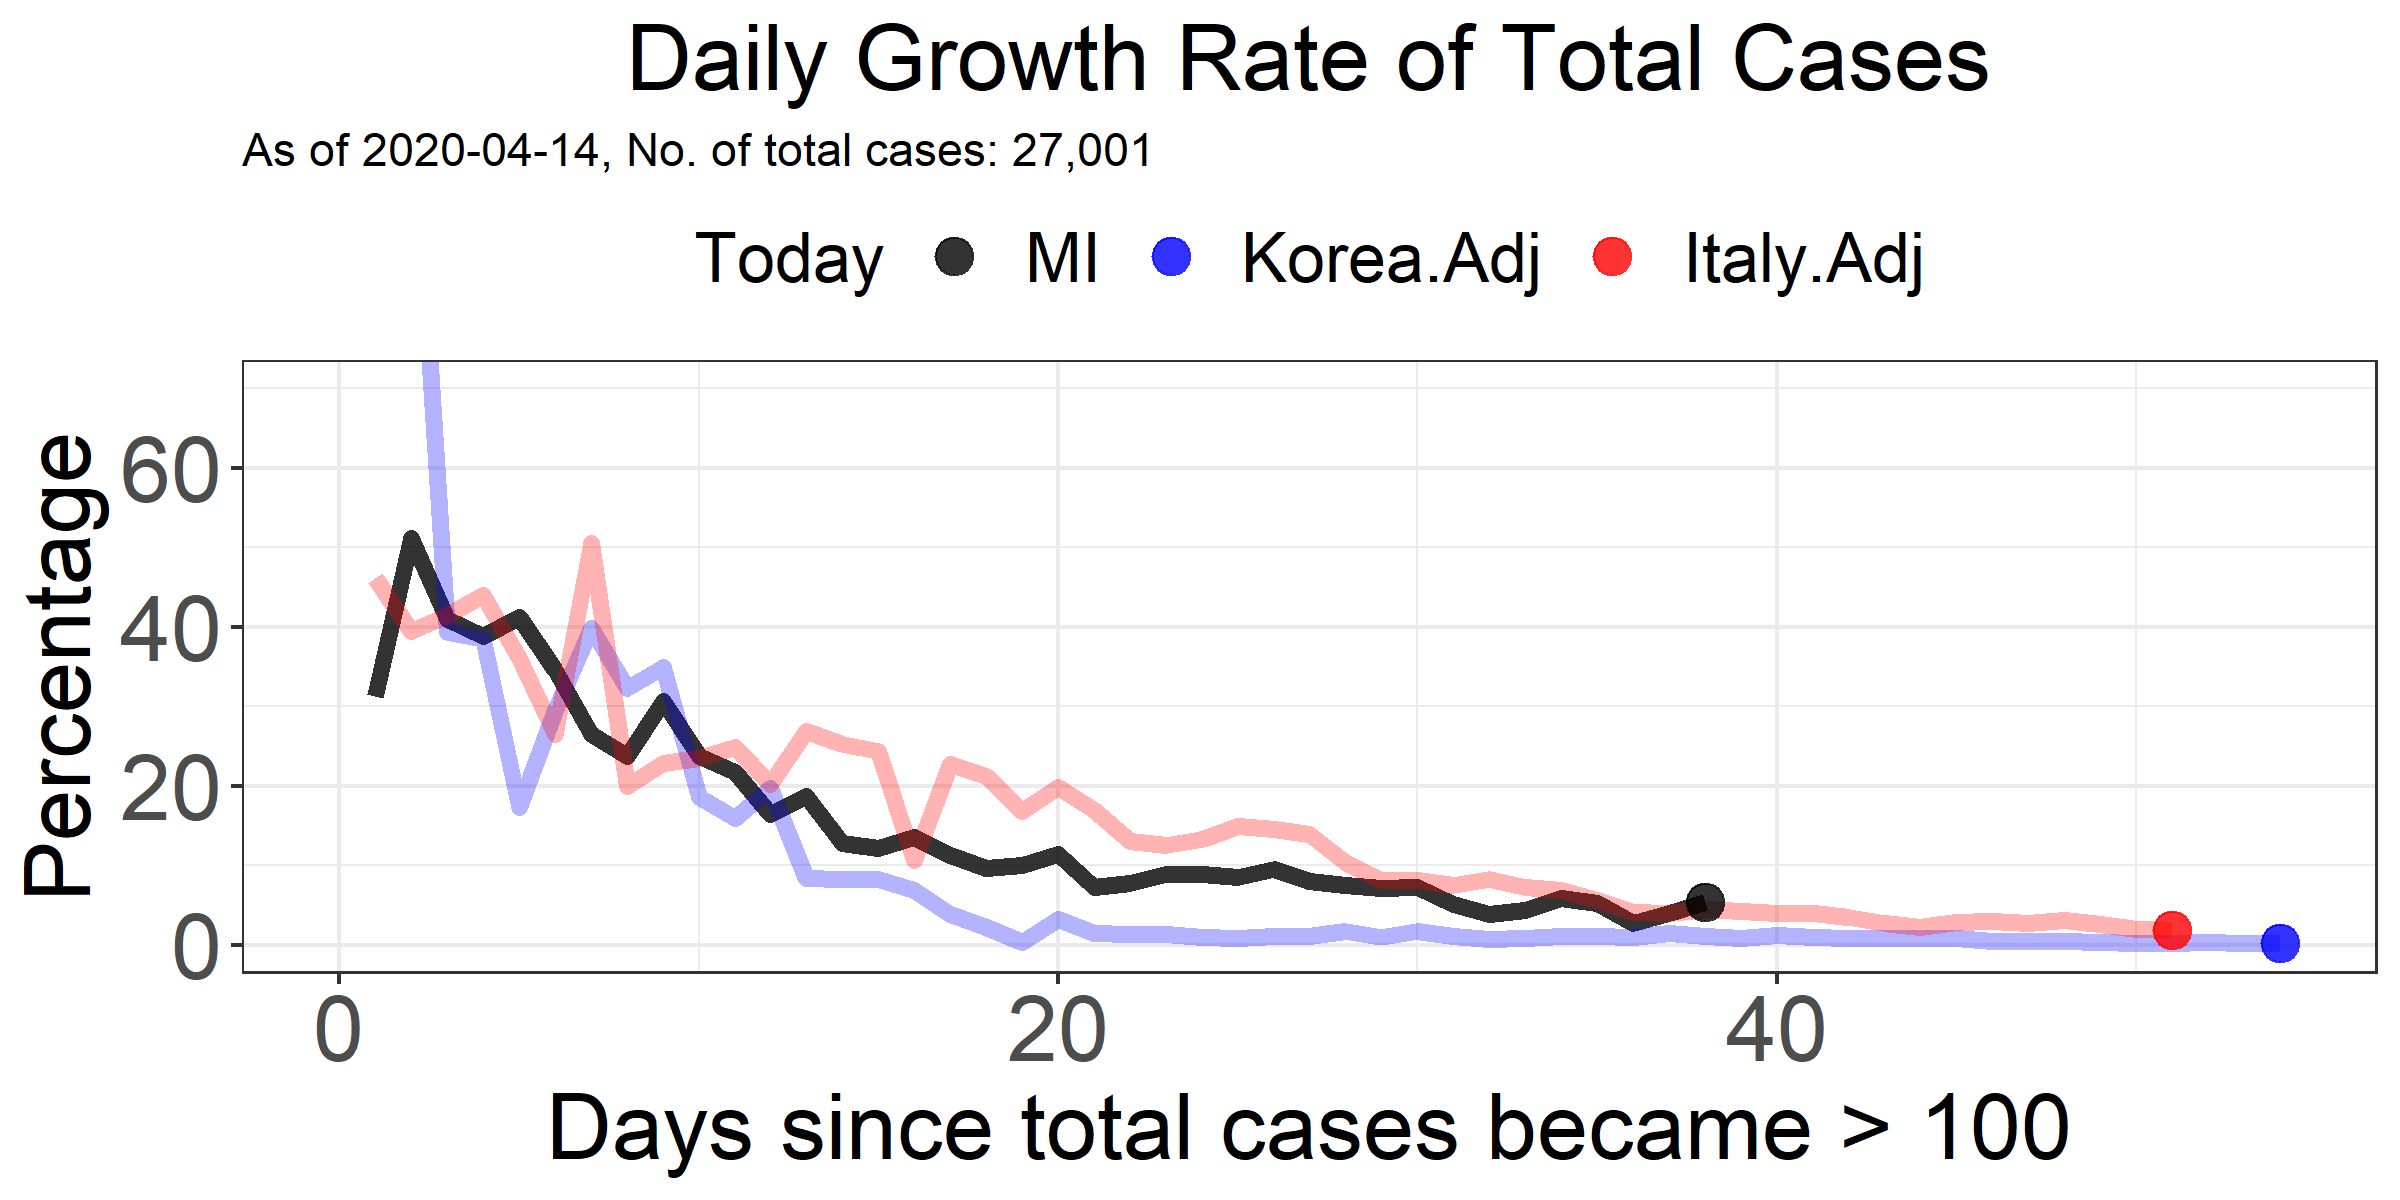 Daily Growth Rate of Total Cases
As of 2020-04-14, No. of total cases: 27,001
Today MI Korea.Adj Italy.Adj
Percentage
60
40
20
0
0 20 40
Days since total cases became > 100